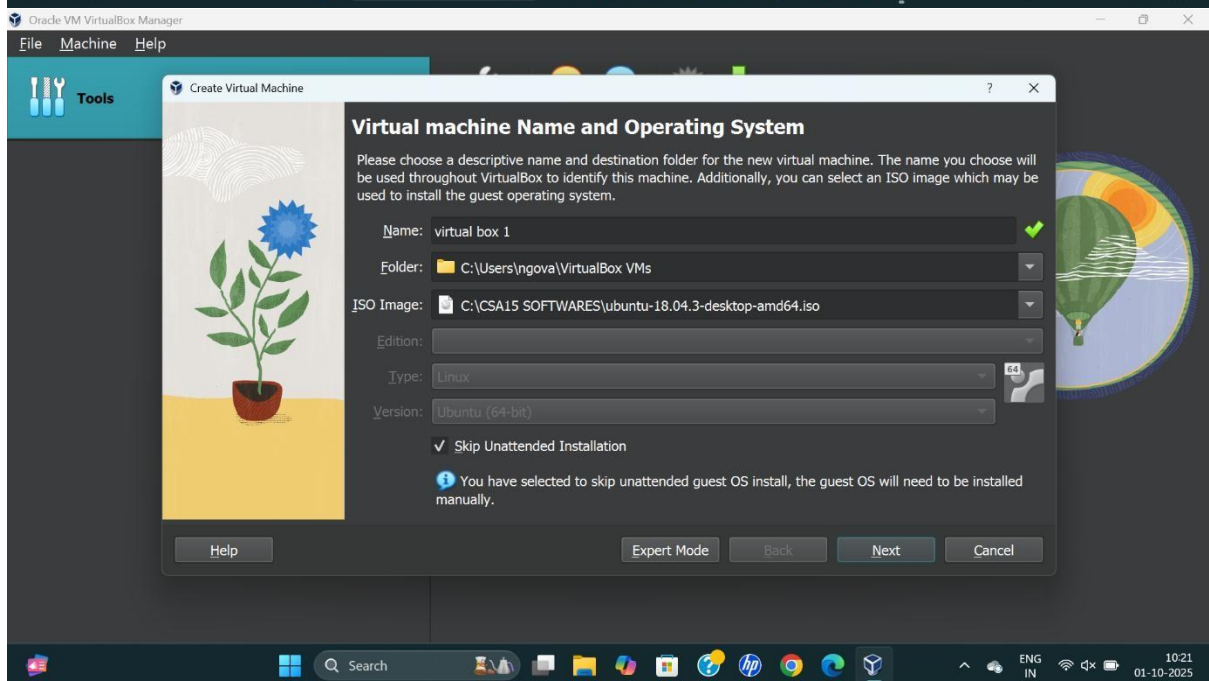 Oracle VM VirtualBox Manager
File Machine Help
Tools
Create Virtual Machine
?
Virtual machine Name and Operating System
Please choose a descriptive name and destination folder for the new virtual machine. The name you choose will
be used throughout VirtualBox to identify this machine. Additionally, you can select an ISO image which may be
used to install the guest operating system.
Name: virtual box 1
Folder: C:\Users\ngova\VirtualBox VMs
ISO Image: C:\CSA15 SOFTWARES\ubuntu-18.04.3-desktop-amd64.iso
Edition:
Type: Linux
64
Version: Ubuntu (64-bit)
Skip Unattended Installation
You have selected to skip unattended guest OS install, the guest OS will need to be installed
manually.
Help Expert Mode Back Next Cancel
Search
hp
ENG
IN
10:21
01-10-2025